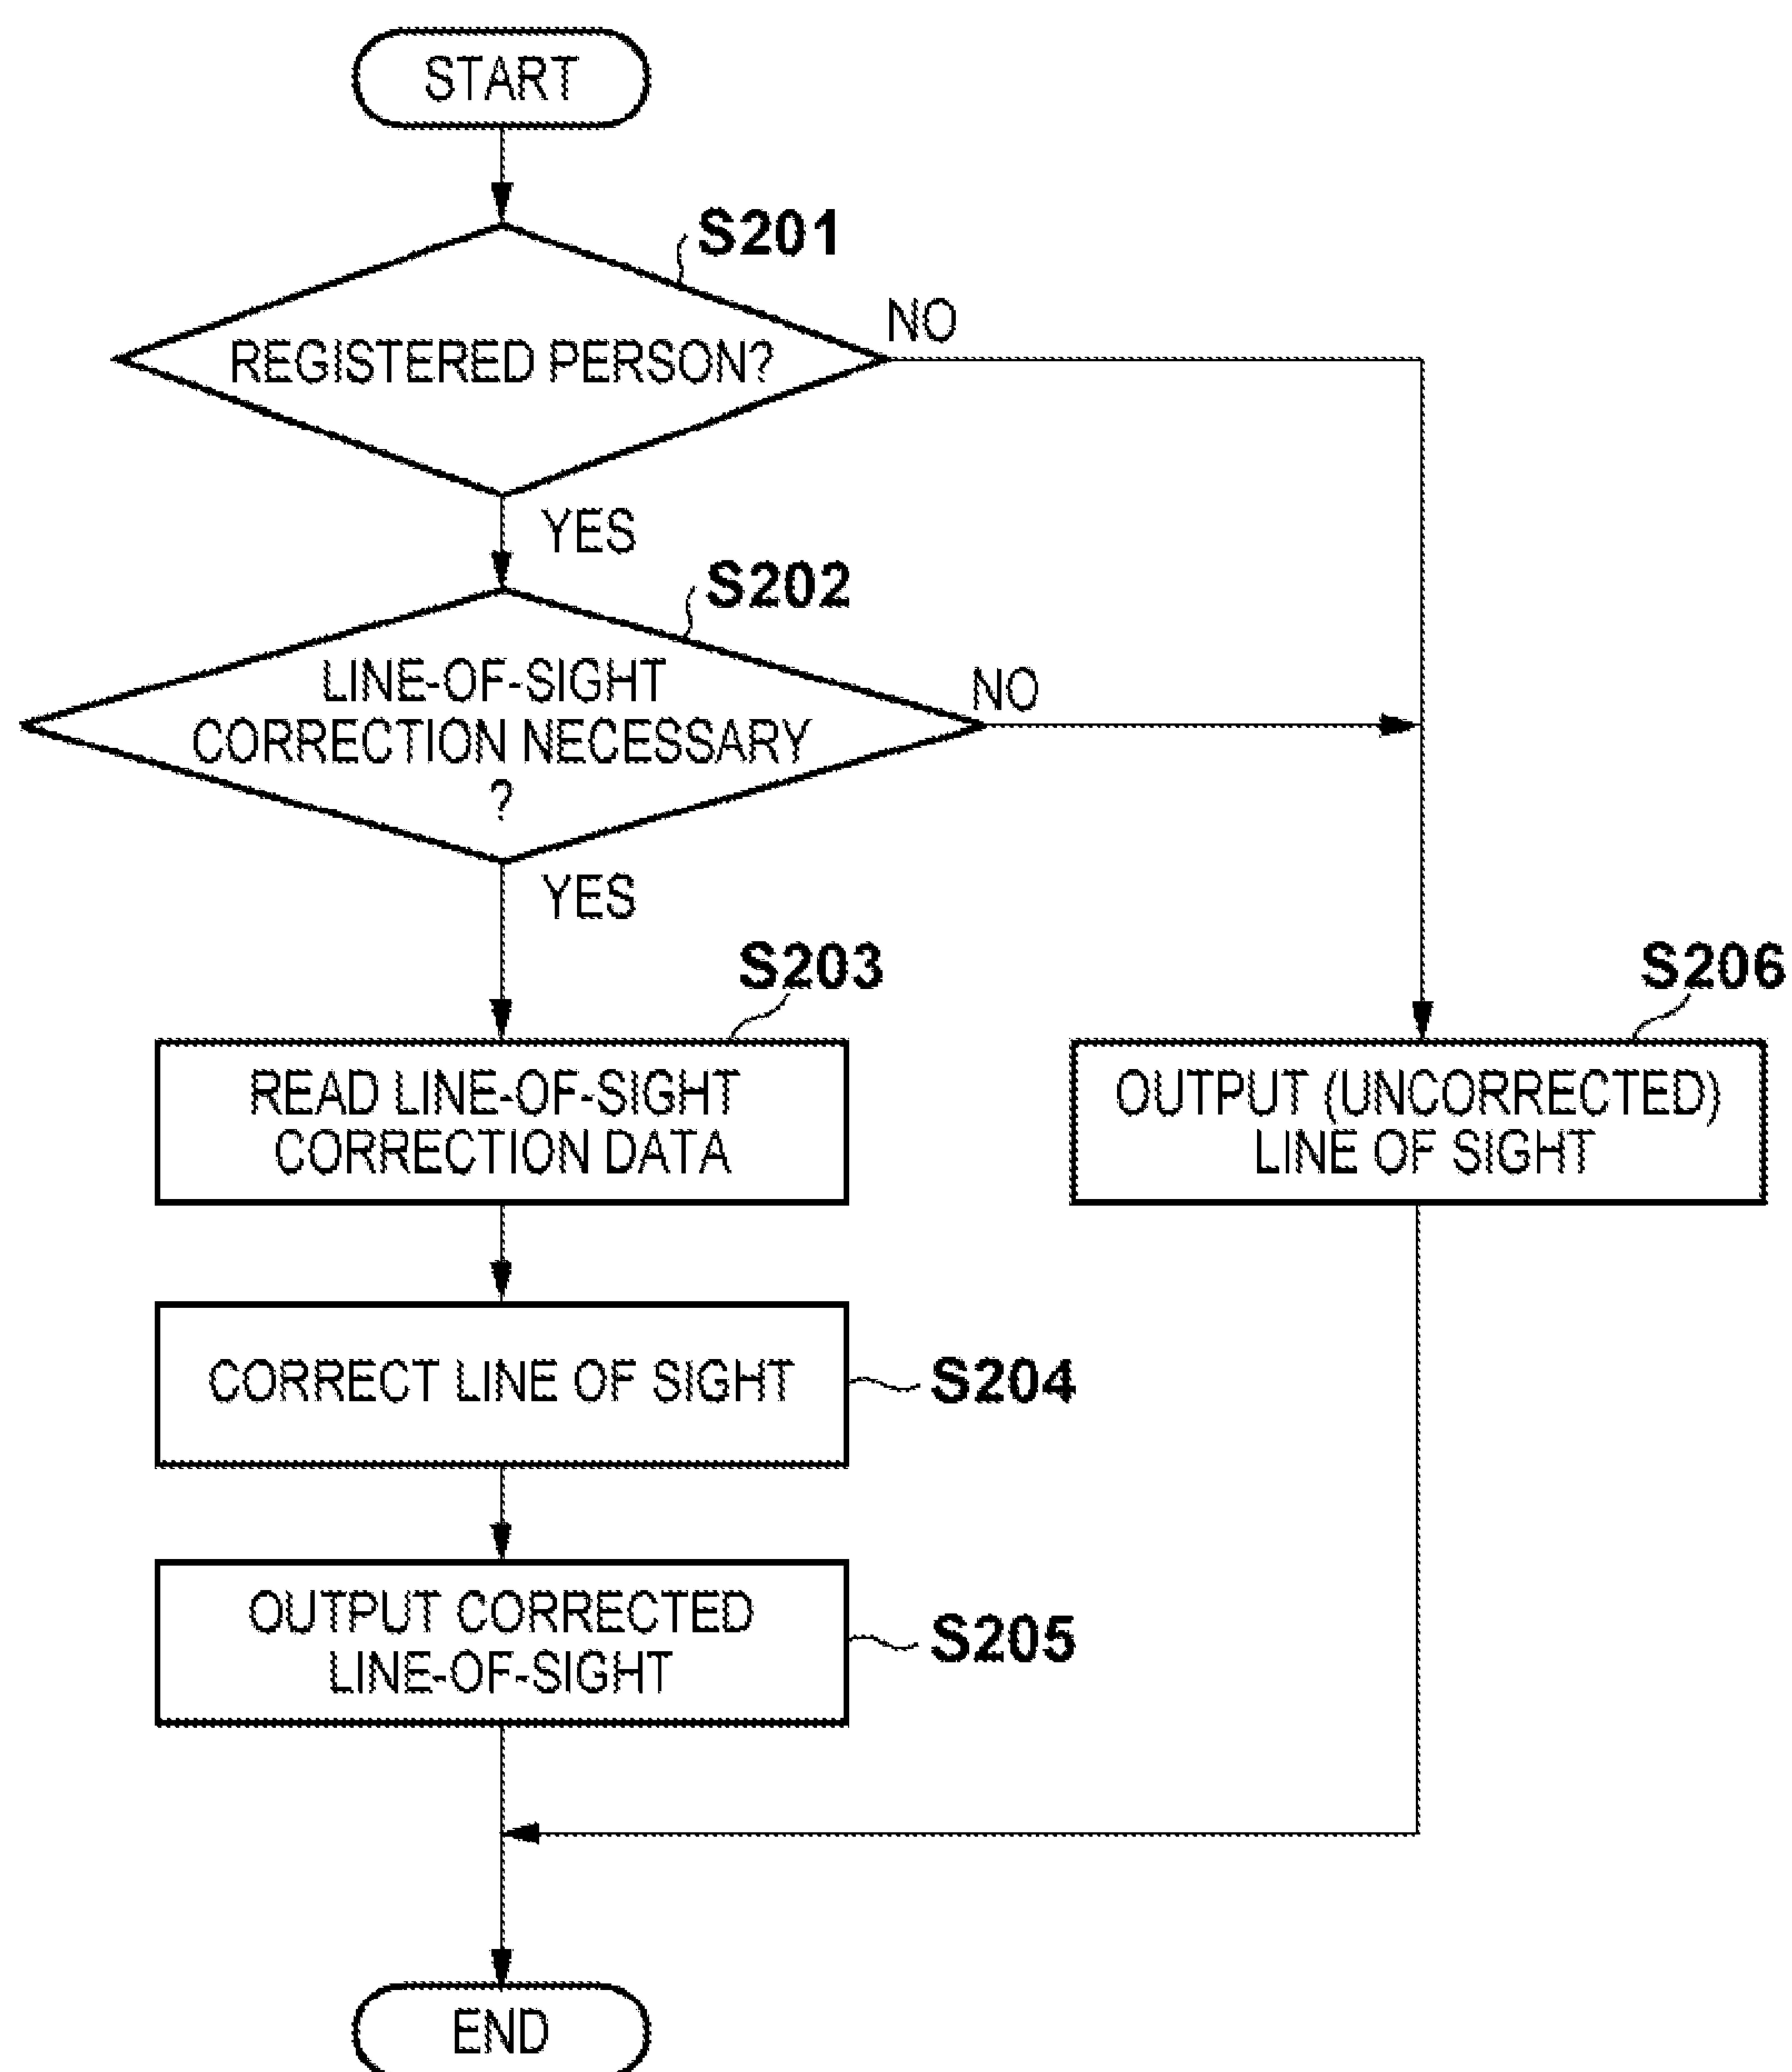 START
S201
NO
REGISTERED PERSON?
YES
S202
LINE-OF-SIGHT
CORRECTION NECESSARY
?
NO
YES
S203
READ LINE-OF-SIGHT
CORRECTION DATA
S206
OUTPUT (UNCORRECTED)
LINE OF SIGHT
CORRECT LINE OF SIGHT
S204
OUTPUT CORRECTED
LINE-OF-SIGHT
S205
END